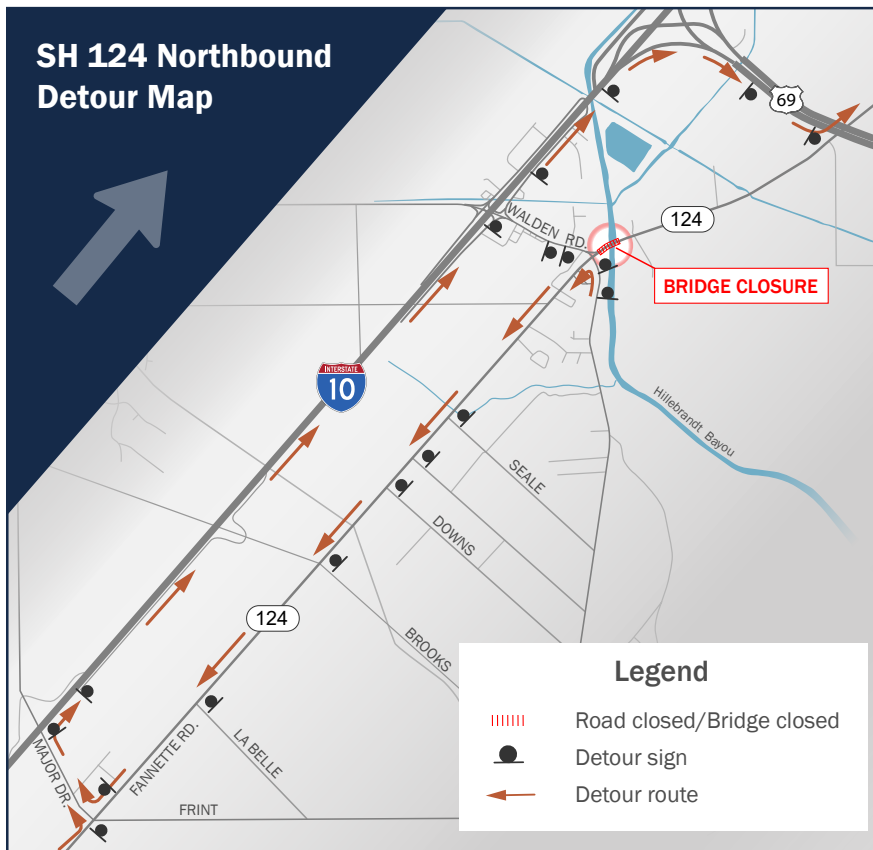 SH 124 Northbound
Detour Map
69
WALDEN RD.
124
BRIDGE CLOSURE
INTERSTATE
10
Hillebrandt Bayou
SEALE
DOWNS
124
BROOKS
MAJOR DR.
FANNETTE RD.
LA BELLE
FRINT
Legend
Road closed/Bridge closed
Detour sign
Detour route